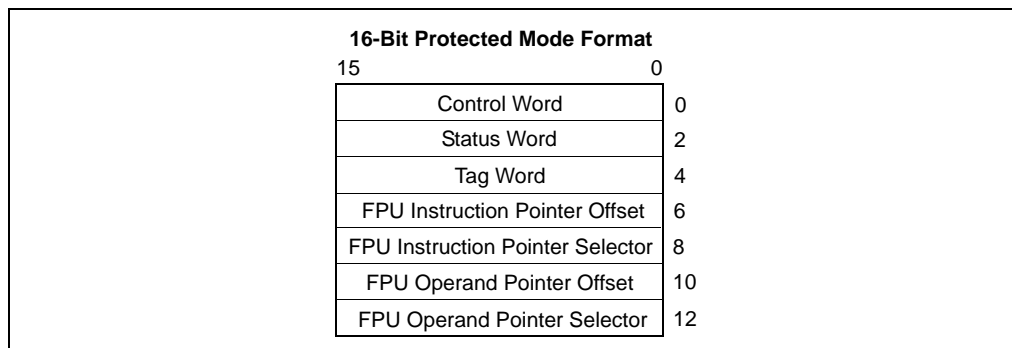 16-Bit Protected Mode Format
15 0
Control Word 0
Status Word 2
Tag Word 4
FPU Instruction Pointer Offset 6
FPU Instruction Pointer Selector 8
FPU Operand Pointer Offset 10
FPU Operand Pointer Selector 12